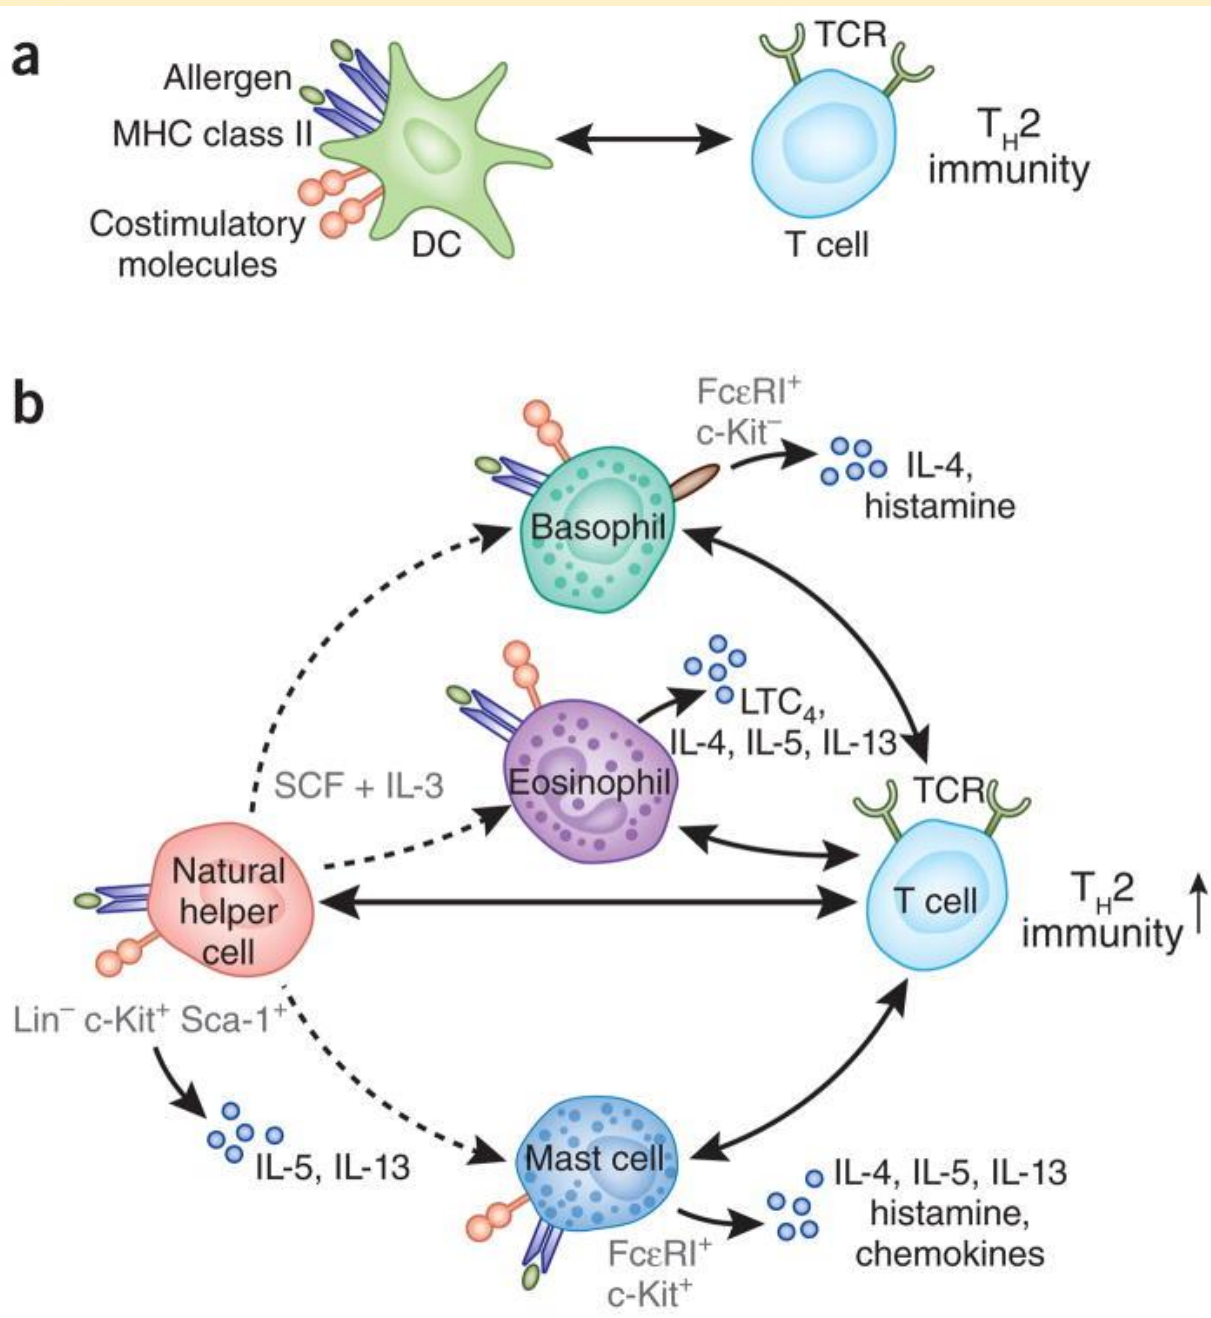 a
Allergen
MHC class II
Costimulatory
molecules
DC
TCR
T cell
TH2
immunity
b
FcεRI+
c-Kit−
IL-4,
histamine
Basophil
LTC4,
IL-4, IL-5, IL-13
Eosinophil
SCF + IL-3
TCR
T cell
TH2
immunity
Natural
helper
cell
Lin− c-Kit+ Sca-1+
IL-5, IL-13
Mast cell
FcεRI+
c-Kit+
IL-4, IL-5, IL-13
histamine,
chemokines